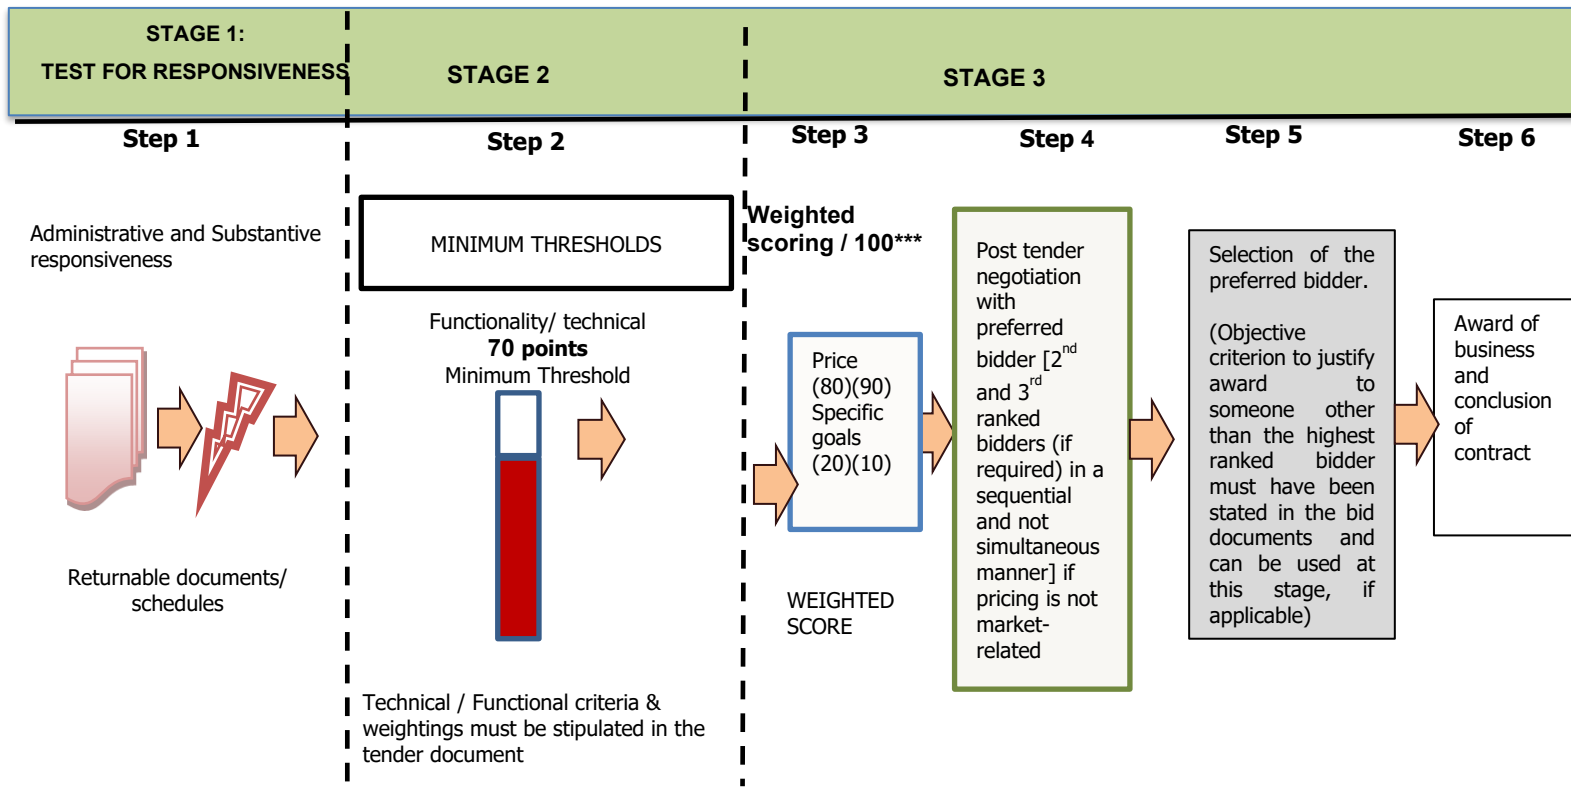 STAGE 1:
TEST FOR RESPONSIVENESS
STAGE 2
STAGE 3
Step 1
Step 2
Step 3
Step 4
Step 5
Step 6
Administrative and Substantive
responsiveness
Returnable documents/
schedules
MINIMUM THRESHOLDS
Functionality/ technical
70 points
Minimum Threshold
Technical / Functional criteria &
weightings must be stipulated in the
tender document
Weighted
scoring / 100***
Price
(80)(90)
Specific
goals
(20)(10)
WEIGHTED
SCORE
Post tender
negotiation
with
preferred
bidder [2nd
and 3rd
ranked
bidders (if
required) in a
sequential
and not
simultaneous
manner] if
pricing is not
market-
related
Selection of the
preferred bidder.
(Objective
criterion to justify
award to
someone other
than the highest
ranked bidder
must have been
stated in the bid
documents and
can be used at
this stage, if
applicable)
Award of
business
and
conclusion
of
contract